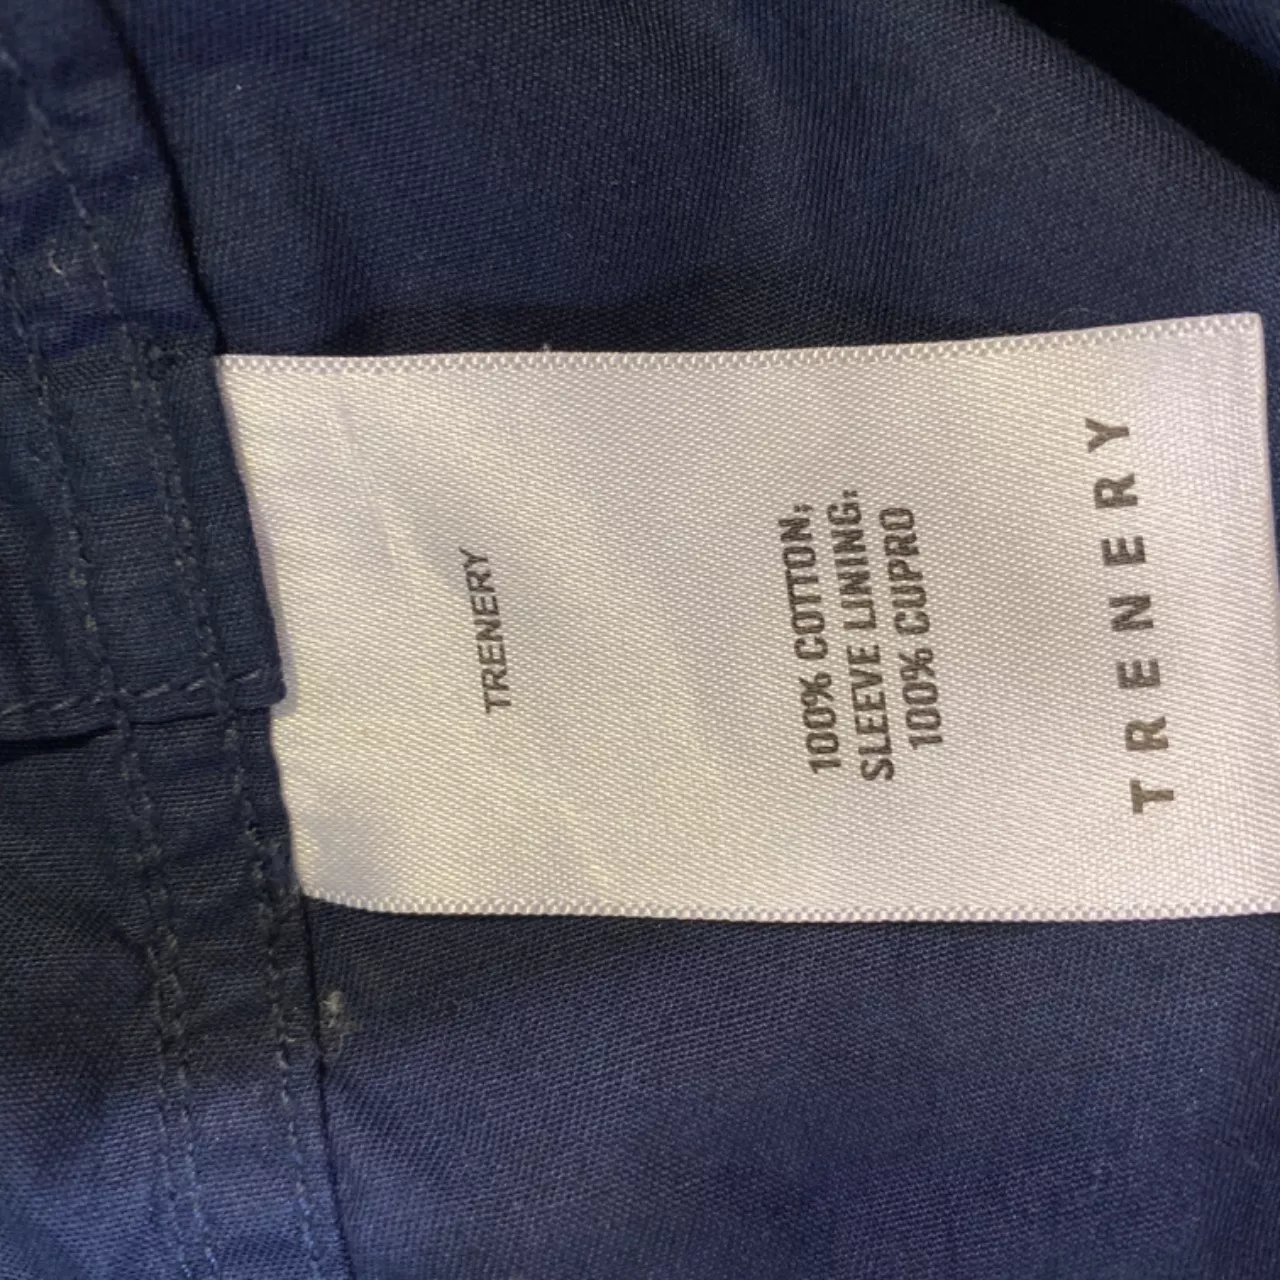 TRENERY
100% COTTON;
SLEEVE LINING:
100% CUPRO
TRENERY